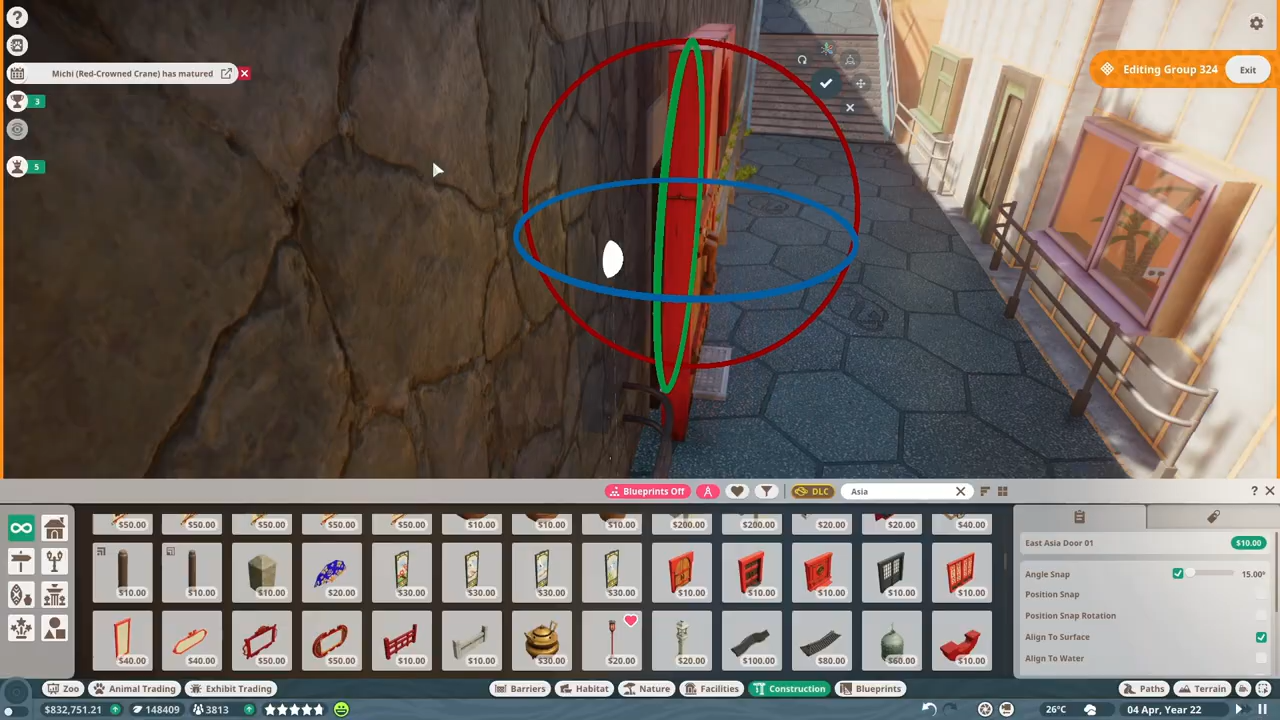 ?
Michi (Red-Crowned Crane) has matured
3
5
Editing Group 324
Exit
Blueprints Off
DLC
Asia
?
$50.00 $50.00 $50.00 $50.00 $50.00 $10.00 $10.00 $10.00 $200.00 $200.00 $20.00 $20.00 $40.00
$10.00 $10.00 $10.00 $20.00 $30.00 $30.00 $30.00 $30.00 $10.00 $10.00 $10.00 $10.00 $10.00
$40.00 $40.00 $50.00 $50.00 $10.00 $10.00 $30.00 $20.00 $20.00 $100.00 $80.00 $60.00 $10.00
East Asia Door 01
$10.00
Angle Snap
15.00°
Position Snap
Position Snap Rotation
Align To Surface
Align To Water
Zoo
Animal Trading
Exhibit Trading
Barriers
Habitat
Nature
Facilities
Construction
Blueprints
Paths
Terrain
$832,751.21
148409
3813
26°C
04 Apr, Year 22